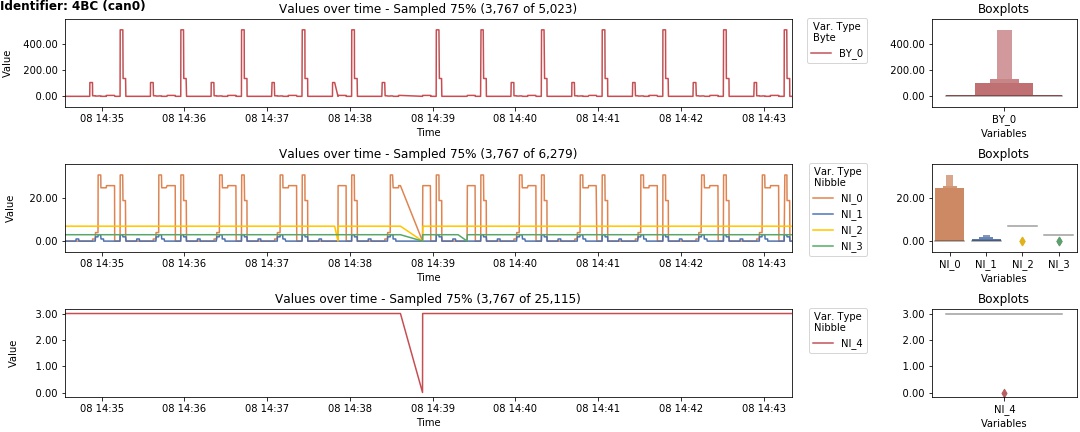 Identifier: 4BC (can0)
Values over time - Sampled 75% (3,767 of 5,023)
Value
400.00
200.00
0.00
08 14:35 08 14:36 08 14:37 08 14:38 08 14:39 08 14:40 08 14:41 08 14:42 08 14:43
Time
Var. Type
Byte
BY_0
Boxplots
400.00
200.00
0.00
BY_0
Variables
Values over time - Sampled 75% (3,767 of 6,279)
Value
20.00
0.00
08 14:35 08 14:36 08 14:37 08 14:38 08 14:39 08 14:40 08 14:41 08 14:42 08 14:43
Time
Var. Type
Nibble
NI_0
NI_1
NI_2
NI_3
Boxplots
20.00
0.00
NI_0 NI_1 NI_2 NI_3
Variables
Values over time - Sampled 75% (3,767 of 25,115)
Value
3.00
2.00
1.00
0.00
08 14:35 08 14:36 08 14:37 08 14:38 08 14:39 08 14:40 08 14:41 08 14:42 08 14:43
Time
Var. Type
Nibble
NI_4
Boxplots
3.00
2.00
1.00
0.00
NI_4
Variables